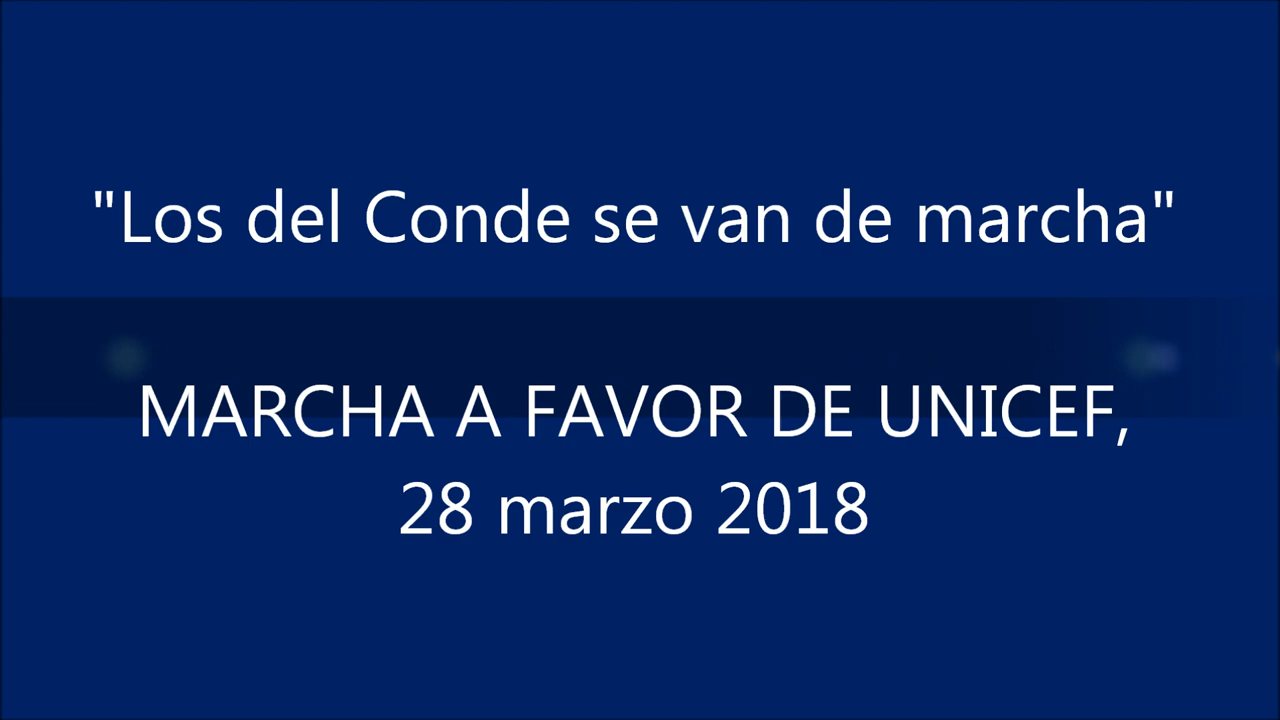 "Los del Conde se van de marcha"
MARCHA A FAVOR DE UNICEF,
28 marzo 2018